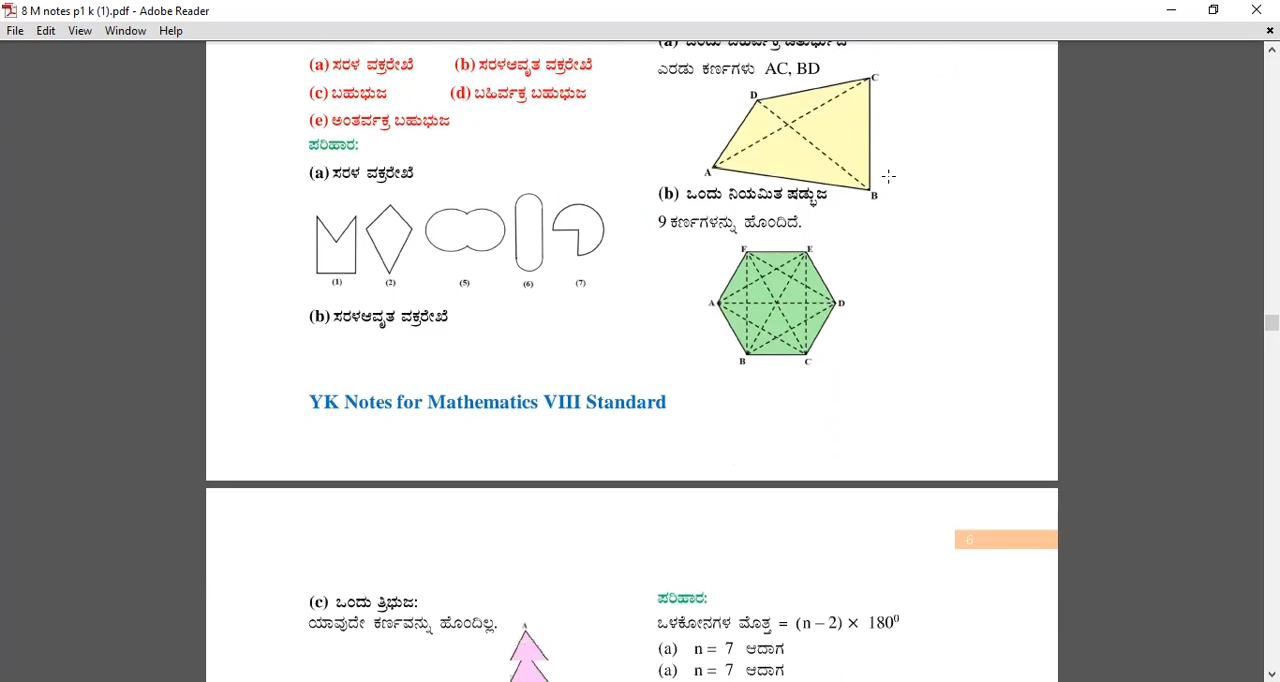 8 M notes p1 k (1).pdf - Adobe Reader
File Edit View Window Help
(a) ಸರಳ ವಕ್ರರೇಖೆ (b) ಸರಳಆವೃತ ವಕ್ರರೇಖೆ
(c) ಬಹುಭುಜ (d) ಬಹಿರ್ವಕ್ರ ಬಹುಭುಜ
(e) ಅಂತರ್ವಕ್ರ ಬಹುಭುಜ
ಪರಿಹಾರ:
(a) ಸರಳ ವಕ್ರರೇಖೆ
(1) (2) (5) (6) (7)
(b) ಸರಳಆವೃತ ವಕ್ರರೇಖೆ
(a) ಒಂದು ಬಹಿರ್ವಕ್ರ ಚತುರ್ಭುಜ
ಎರಡು ಕರ್ಣಗಳು AC, BD
C
D
A
B
(b) ಒಂದು ನಿಯಮಿತ ಷಡ್ಭುಜ
9 ಕರ್ಣಗಳನ್ನು ಹೊಂದಿದೆ.
F E
A D
B C
YK Notes for Mathematics VIII Standard
6
(c) ಒಂದು ತ್ರಿಭುಜ:
ಯಾವುದೇ ಕರ್ಣವನ್ನು ಹೊಂದಿಲ್ಲ.
A
ಪರಿಹಾರ:
ಒಳಕೋನಗಳ ಮೊತ್ತ = (n – 2) × 180⁰
(a) n = 7 ಆದಾಗ
(a) n = 7 ಆದಾಗ